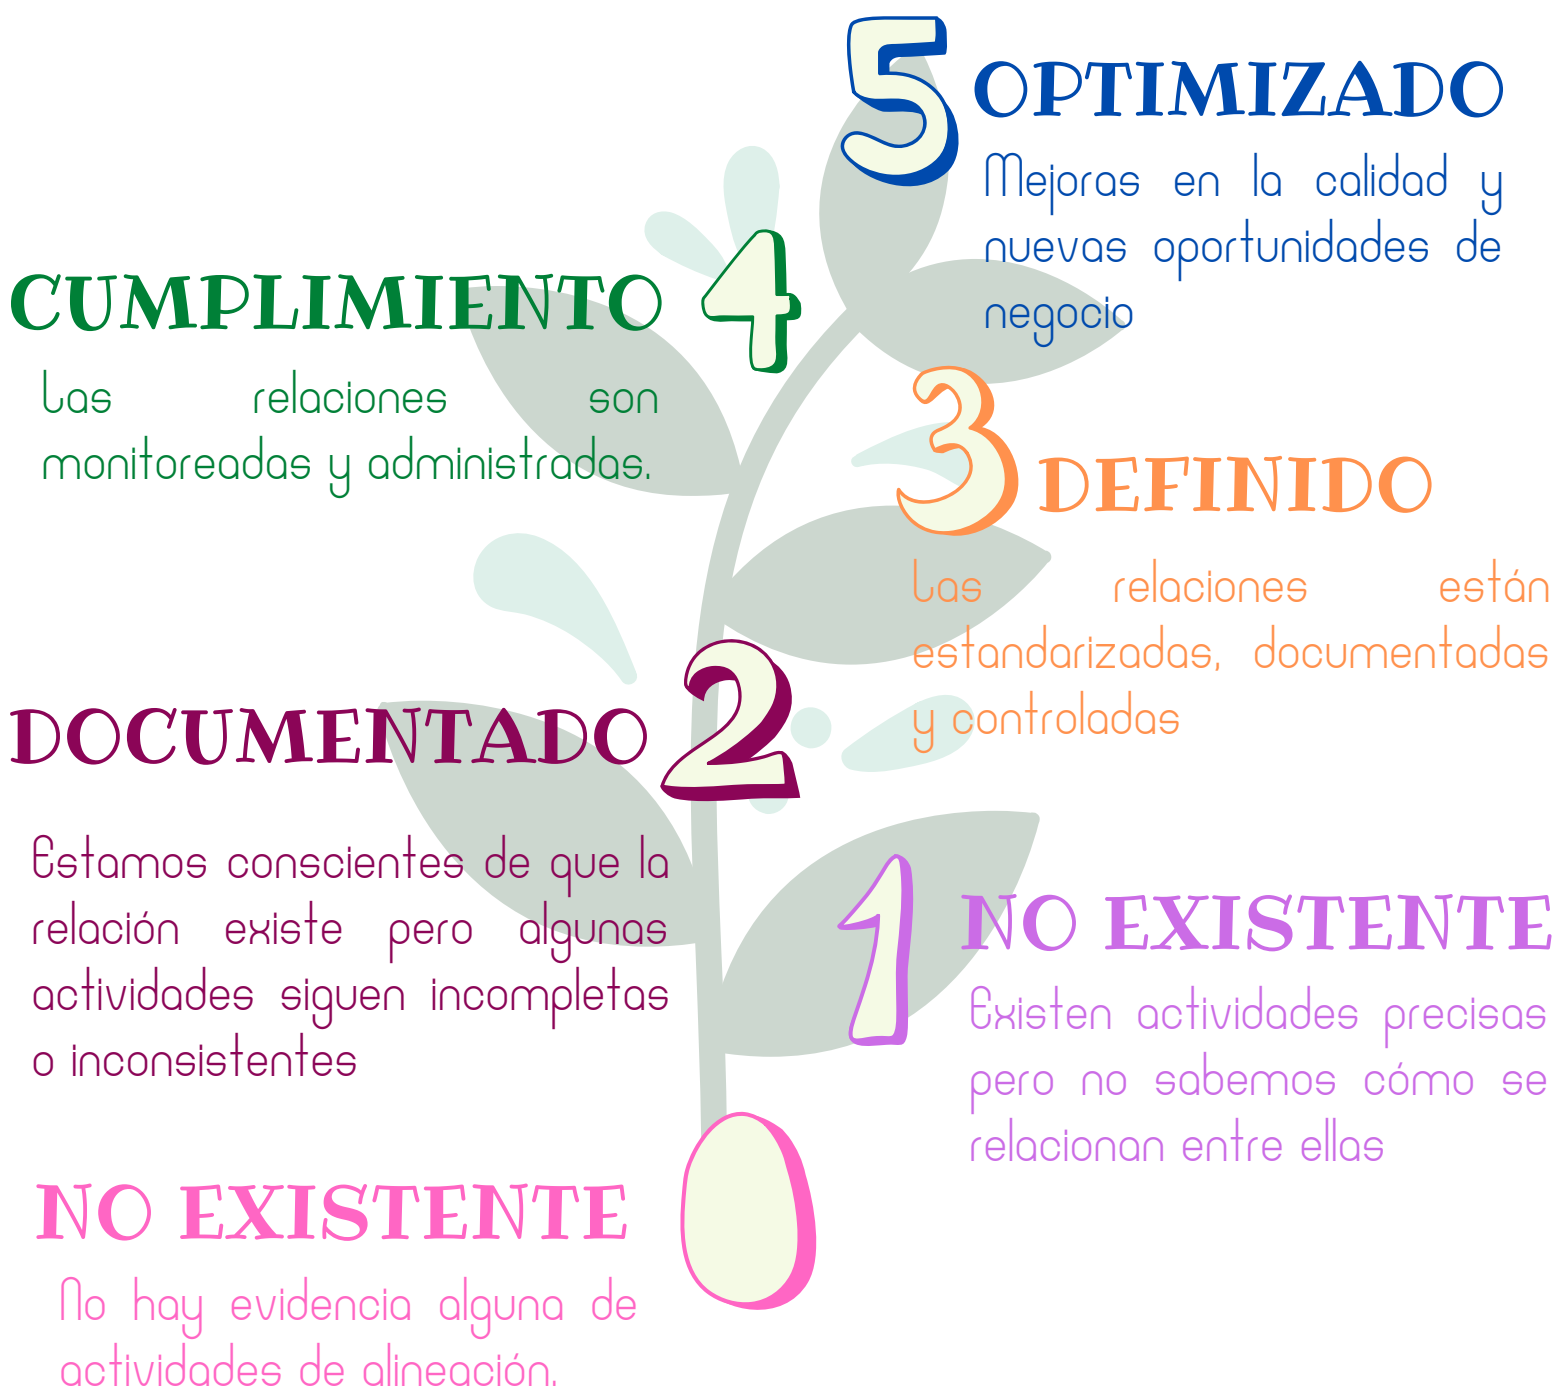 5
OPTIMIZADO
Mejoras en la calidad y
nuevas oportunidades de
negocio
CUMPLIMIENTO
4
Las relaciones son
monitoreadas y administradas.
3
DEFINIDO
Las relaciones están
estandarizadas, documentadas
y controladas
DOCUMENTADO
2
Estamos conscientes de que la
relación existe pero algunas
actividades siguen incompletas
o inconsistentes
1
NO EXISTENTE
Existen actividades precisas
pero no sabemos cómo se
relacionan entre ellas
NO EXISTENTE
0
No hay evidencia alguna de
actividades de alineación.